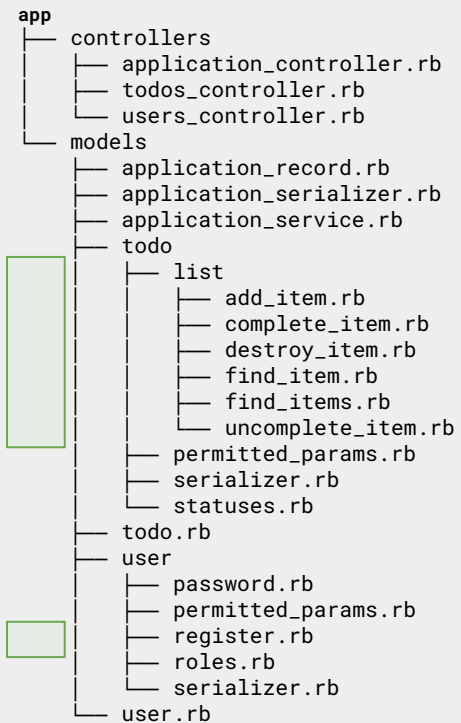 app
├── controllers
│   ├── application_controller.rb
│   ├── todos_controller.rb
│   └── users_controller.rb
└── models
    ├── application_record.rb
    ├── application_serializer.rb
    ├── application_service.rb
    ├── todo
    │   ├── list
    │   │   ├── add_item.rb
    │   │   ├── complete_item.rb
    │   │   ├── destroy_item.rb
    │   │   ├── find_item.rb
    │   │   ├── find_items.rb
    │   │   └── uncomplete_item.rb
    │   ├── permitted_params.rb
    │   ├── serializer.rb
    │   └── statuses.rb
    ├── todo.rb
    ├── user
    │   ├── password.rb
    │   ├── permitted_params.rb
    │   ├── register.rb
    │   ├── roles.rb
    │   └── serializer.rb
    └── user.rb